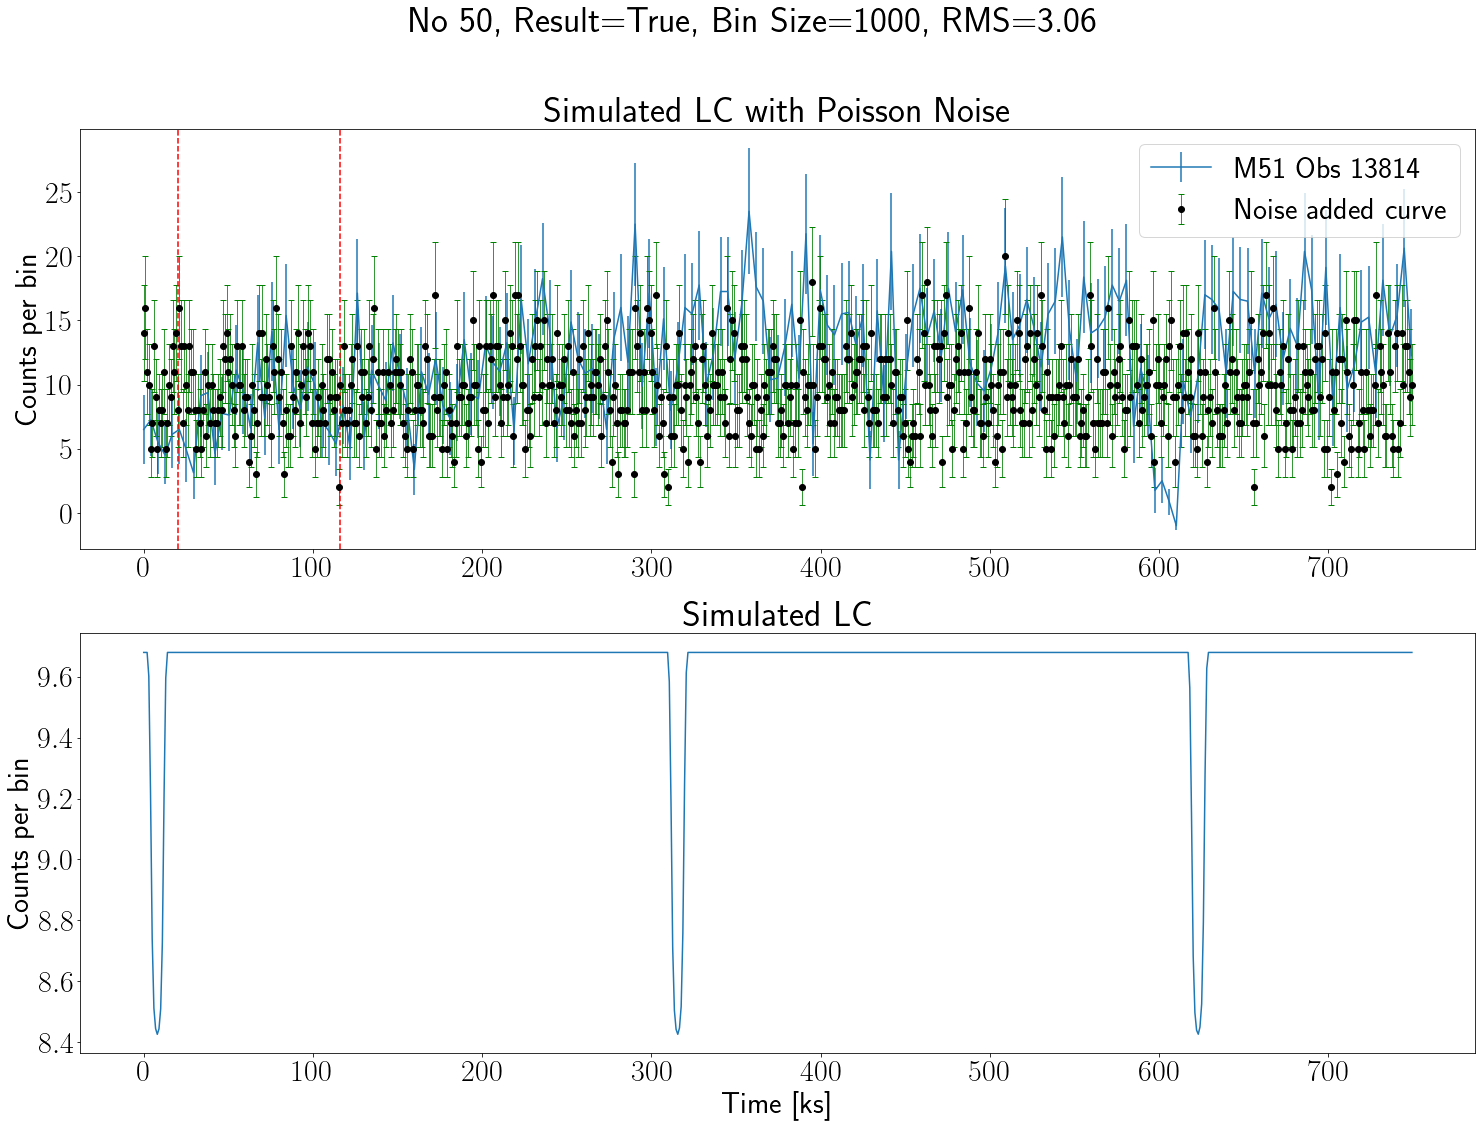 No 50, Result=True, Bin Size=1000, RMS=3.06
Simulated LC with Poisson Noise
Counts per bin
25
20
15
10
5
0
M51 Obs 13814
Noise added curve
0 100 200 300 400 500 600 700
Simulated LC
Counts per bin
9.6
9.4
9.2
9.0
8.8
8.6
8.4
0 100 200 300 400 500 600 700
Time [ks]